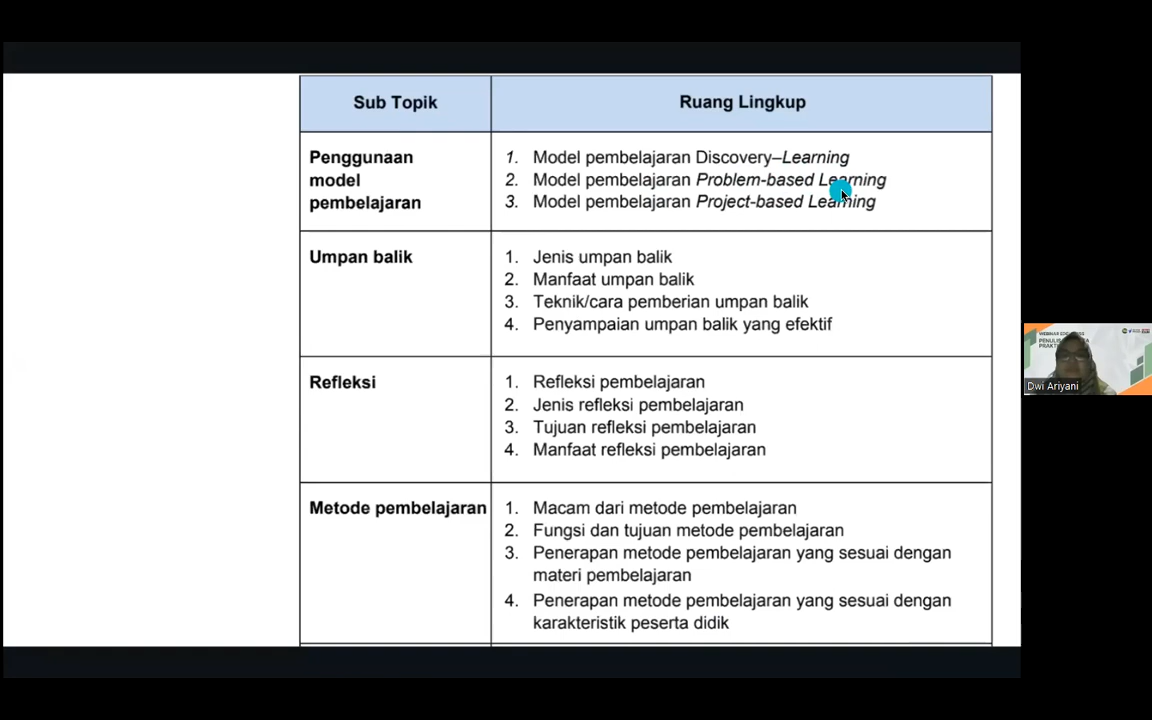 Sub Topik
Ruang Lingkup
Penggunaan
model
pembelajaran
1. Model pembelajaran Discovery–Learning
2. Model pembelajaran Problem-based Learning
3. Model pembelajaran Project-based Learning
Umpan balik
1. Jenis umpan balik
2. Manfaat umpan balik
3. Teknik/cara pemberian umpan balik
4. Penyampaian umpan balik yang efektif
Refleksi
1. Refleksi pembelajaran
2. Jenis refleksi pembelajaran
3. Tujuan refleksi pembelajaran
4. Manfaat refleksi pembelajaran
Metode pembelajaran
1. Macam dari metode pembelajaran
2. Fungsi dan tujuan metode pembelajaran
3. Penerapan metode pembelajaran yang sesuai dengan
materi pembelajaran
4. Penerapan metode pembelajaran yang sesuai dengan
karakteristik peserta didik
Dwi Ariyani